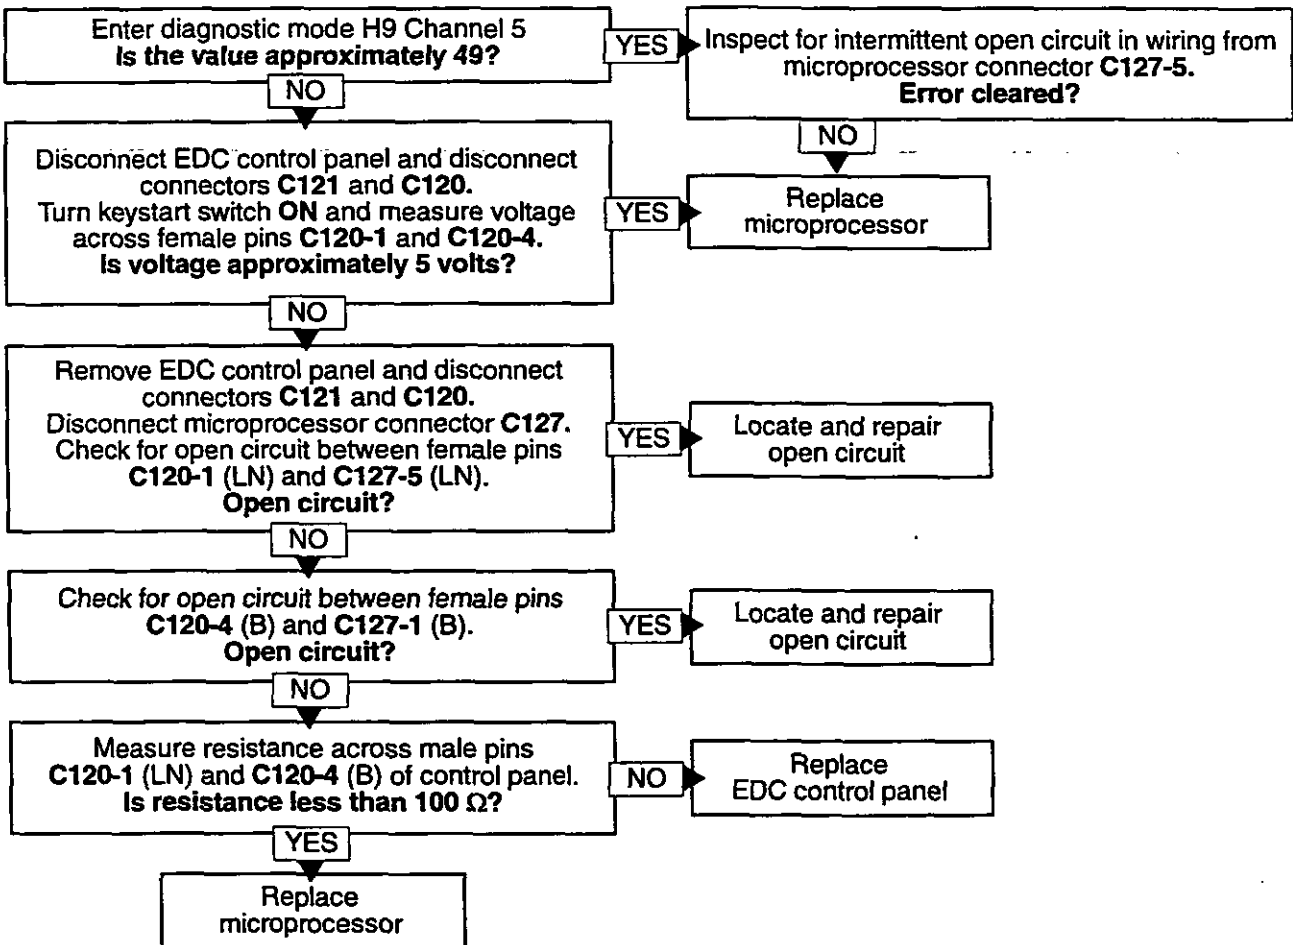 Enter diagnostic mode H9 Channel 5
Is the value approximately 49?
YES
Inspect for intermittent open circuit in wiring from
microprocessor connector C127-5.
Error cleared?
NO
NO
Disconnect EDC control panel and disconnect
connectors C121 and C120.
Turn keystart switch ON and measure voltage
across female pins C120-1 and C120-4.
Is voltage approximately 5 volts?
YES
Replace
microprocessor
NO
Remove EDC control panel and disconnect
connectors C121 and C120.
Disconnect microprocessor connector C127.
Check for open circuit between female pins
C120-1 (LN) and C127-5 (LN).
Open circuit?
YES
Locate and repair
open circuit
NO
Check for open circuit between female pins
C120-4 (B) and C127-1 (B).
Open circuit?
YES
Locate and repair
open circuit
NO
Measure resistance across male pins
C120-1 (LN) and C120-4 (B) of control panel.
Is resistance less than 100 Ω?
NO
Replace
EDC control panel
YES
Replace
microprocessor